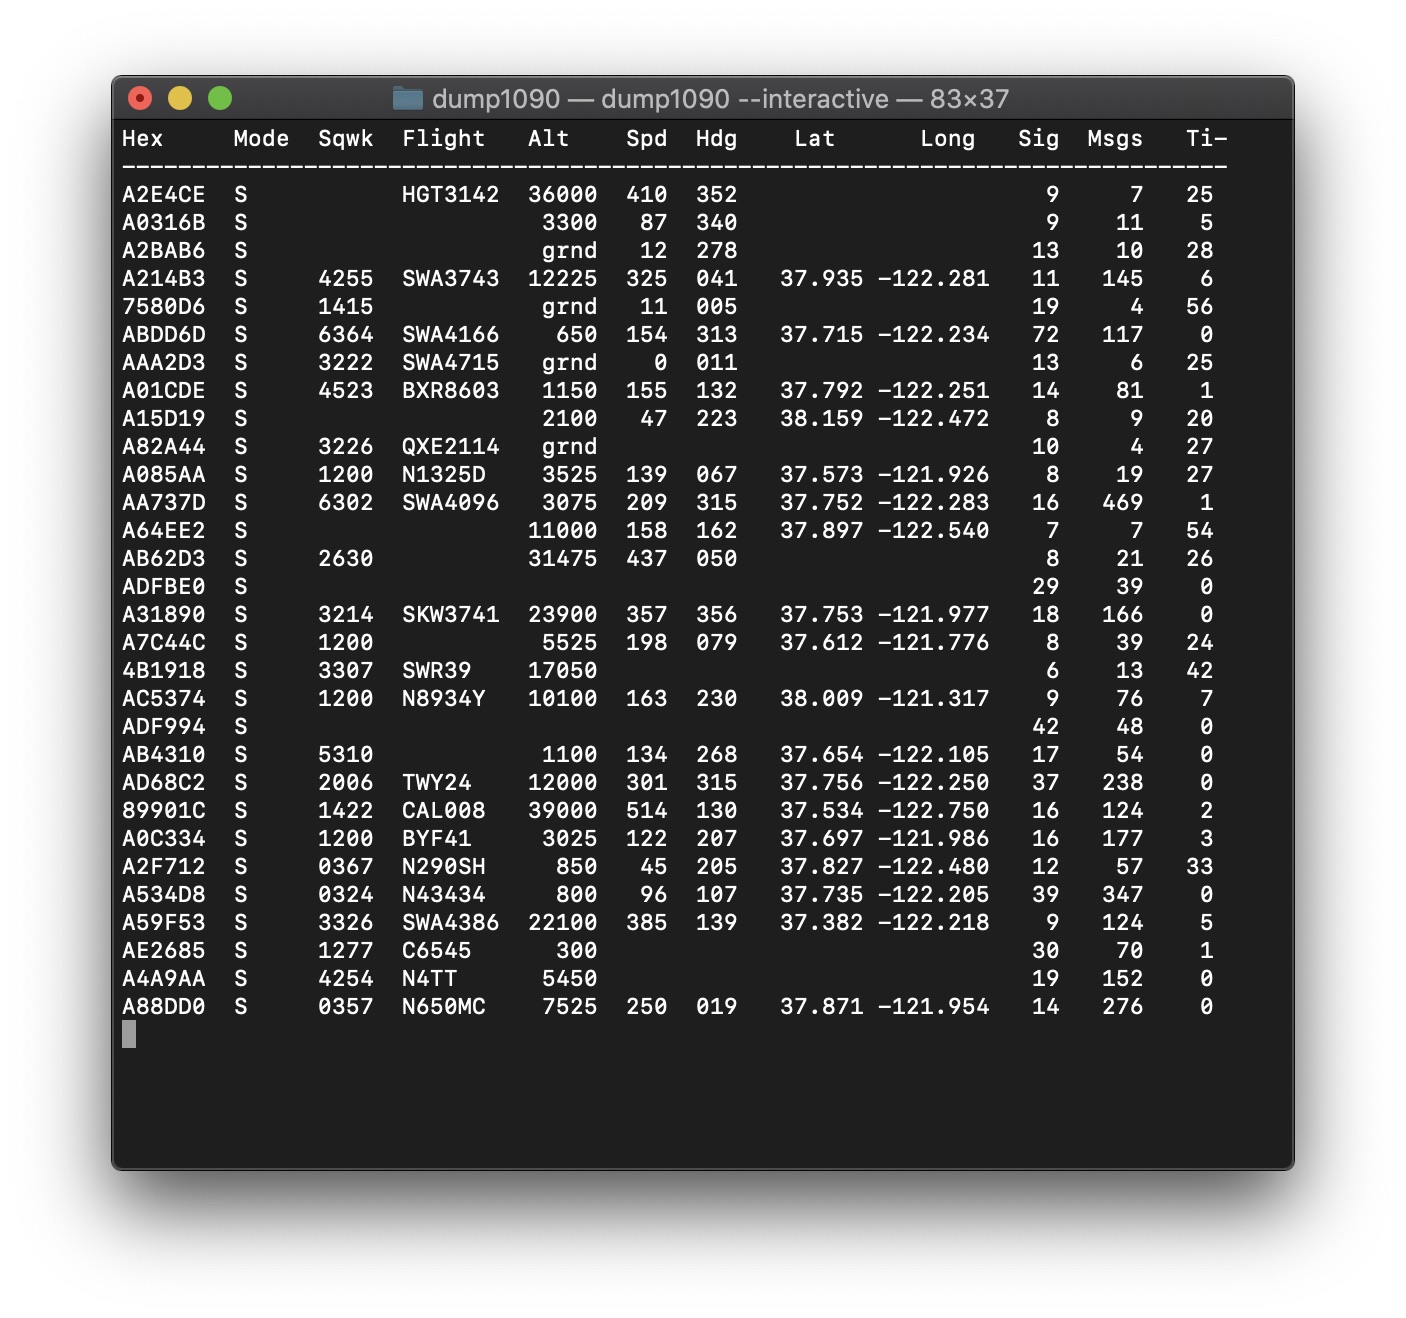 dump1090 — dump1090 --interactive — 83×37
Hex     Mode  Sqwk  Flight   Alt    Spd  Hdg    Lat      Long   Sig  Msgs   Ti-
-------------------------------------------------------------------------------
A2E4CE  S           HGT3142  36000  410  352                      9     7   25
A0316B  S                     3300   87  340                      9    11    5
A2BAB6  S                     grnd   12  278                     13    10   28
A214B3  S     4255  SWA3743  12225  325  041   37.935 -122.281   11   145    6
7580D6  S     1415            grnd   11  005                     19     4   56
ABDD6D  S     6364  SWA4166    650  154  313   37.715 -122.234   72   117    0
AAA2D3  S     3222  SWA4715   grnd    0  011                     13     6   25
A01CDE  S     4523  BXR8603   1150  155  132   37.792 -122.251   14    81    1
A15D19  S                     2100   47  223   38.159 -122.472    8     9   20
A82A44  S     3226  QXE2114   grnd                               10     4   27
A085AA  S     1200  N1325D    3525  139  067   37.573 -121.926    8    19   27
AA737D  S     6302  SWA4096   3075  209  315   37.752 -122.283   16   469    1
A64EE2  S                    11000  158  162   37.897 -122.540    7     7   54
AB62D3  S     2630           31475  437  050                      8    21   26
ADFBE0  S                                                        29    39    0
A31890  S     3214  SKW3741  23900  357  356   37.753 -121.977   18   166    0
A7C44C  S     1200            5525  198  079   37.612 -121.776    8    39   24
4B1918  S     3307  SWR39    17050                                6    13   42
AC5374  S     1200  N8934Y   10100  163  230   38.009 -121.317    9    76    7
ADF994  S                                                        42    48    0
AB4310  S     5310            1100  134  268   37.654 -122.105   17    54    0
AD68C2  S     2006  TWY24    12000  301  315   37.756 -122.250   37   238    0
89901C  S     1422  CAL008   39000  514  130   37.534 -122.750   16   124    2
A0C334  S     1200  BYF41     3025  122  207   37.697 -121.986   16   177    3
A2F712  S     0367  N290SH     850   45  205   37.827 -122.480   12    57   33
A534D8  S     0324  N43434     800   96  107   37.735 -122.205   39   347    0
A59F53  S     3326  SWA4386  22100  385  139   37.382 -122.218    9   124    5
AE2685  S     1277  C6545      300                               30    70    1
A4A9AA  S     4254  N4TT      5450                               19   152    0
A88DD0  S     0357  N650MC    7525  250  019   37.871 -121.954   14   276    0